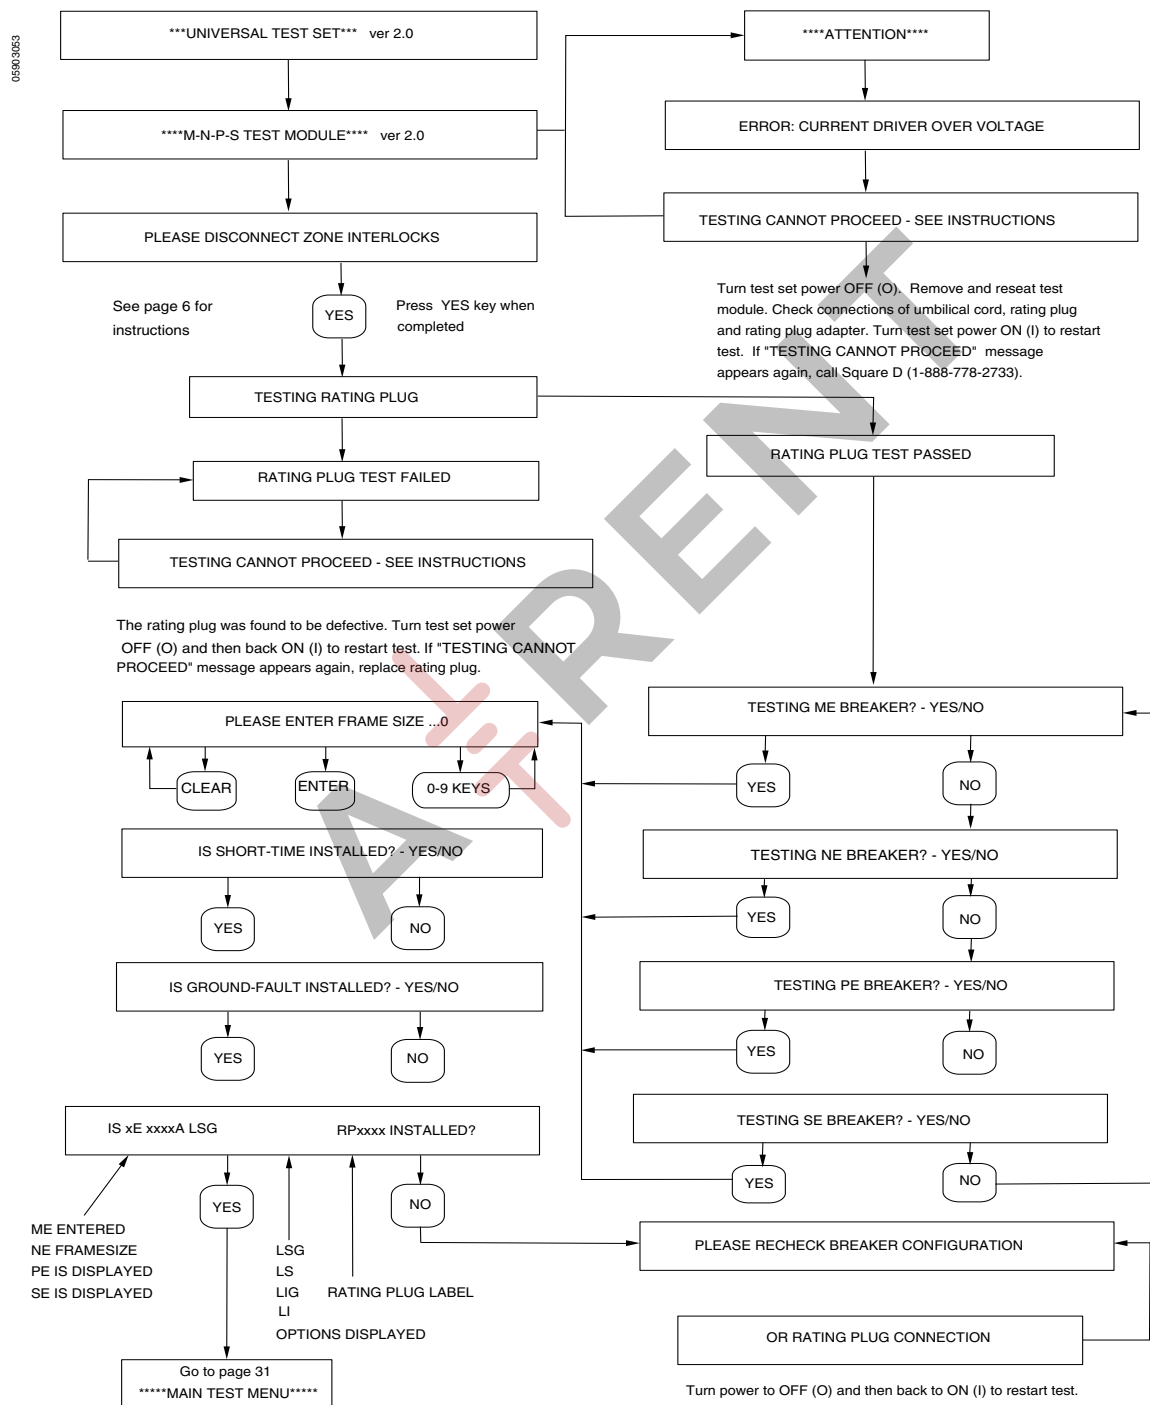 05903053
***UNIVERSAL TEST SET***  ver 2.0
****ATTENTION****
****M-N-P-S TEST MODULE****  ver 2.0
ERROR: CURRENT DRIVER OVER VOLTAGE
PLEASE DISCONNECT ZONE INTERLOCKS
TESTING CANNOT PROCEED - SEE INSTRUCTIONS
See page 6 for
instructions
YES
Press  YES key when
completed
Turn test set power OFF (O).  Remove and reseat test
module. Check connections of umbilical cord, rating plug
and rating plug adapter. Turn test set power ON (I) to restart
test.  If "TESTING CANNOT PROCEED"  message
appears again, call Square D (1-888-778-2733).
TESTING RATING PLUG
RATING PLUG TEST PASSED
RATING PLUG TEST FAILED
TESTING CANNOT PROCEED - SEE INSTRUCTIONS
The rating plug was found to be defective. Turn test set power
OFF (O) and then back ON (I) to restart test. If "TESTING CANNOT
PROCEED" message appears again, replace rating plug.
PLEASE ENTER FRAME SIZE ...0
CLEAR
ENTER
0-9 KEYS
TESTING ME BREAKER? - YES/NO
YES
NO
IS SHORT-TIME INSTALLED? - YES/NO
YES
NO
TESTING NE BREAKER? - YES/NO
YES
NO
IS GROUND-FAULT INSTALLED? - YES/NO
YES
NO
TESTING PE BREAKER? - YES/NO
YES
NO
IS xE xxxxA LSG
RPxxxx INSTALLED?
YES
NO
TESTING SE BREAKER? - YES/NO
YES
NO
ME ENTERED
NE FRAMESIZE
PE IS DISPLAYED
SE IS DISPLAYED
LSG
LS
LIG
LI
OPTIONS DISPLAYED
RATING PLUG LABEL
PLEASE RECHECK BREAKER CONFIGURATION
OR RATING PLUG CONNECTION
Go to page 31
*****MAIN TEST MENU*****
Turn power to OFF (O) and then back to ON (I) to restart test.
A RENT